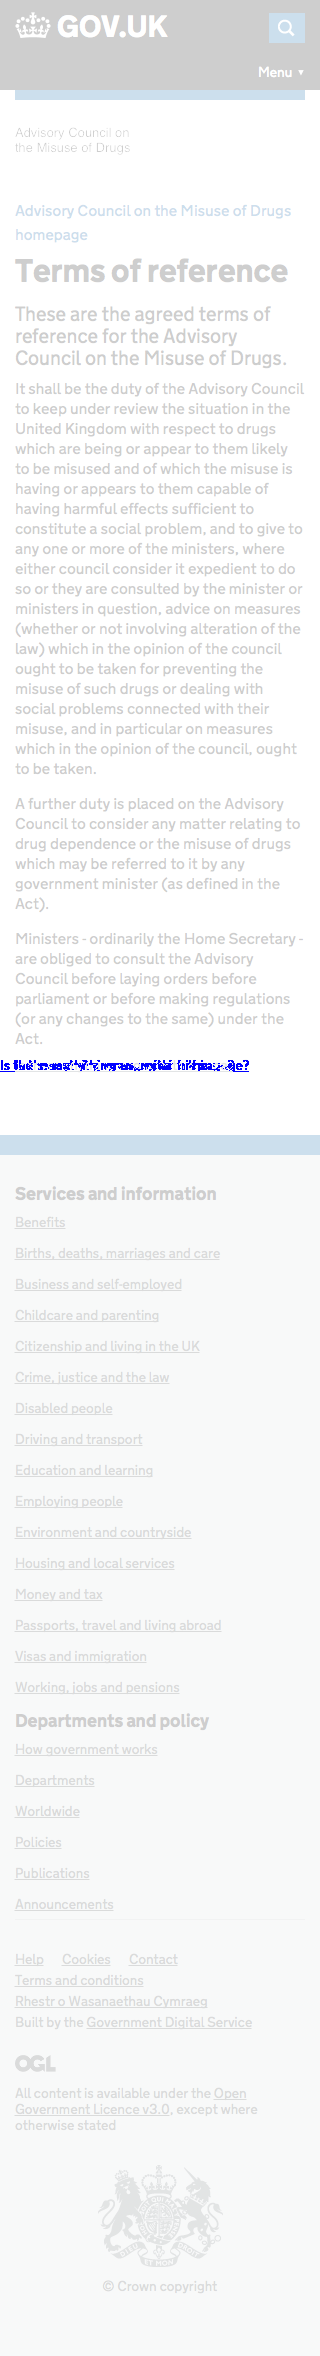 GOV.UK
Menu ▼
Advisory Council on
the Misuse of Drugs
Advisory Council on the Misuse of Drugs
homepage
Terms of reference
These are the agreed terms of
reference for the Advisory
Council on the Misuse of Drugs.
It shall be the duty of the Advisory Council
to keep under review the situation in the
United Kingdom with respect to drugs
which are being or appear to them likely
to be misused and of which the misuse is
having or appears to them capable of
having harmful effects sufficient to
constitute a social problem, and to give to
any one or more of the ministers, where
either council consider it expedient to do
so or they are consulted by the minister or
ministers in question, advice on measures
(whether or not involving alteration of the
law) which in the opinion of the council
ought to be taken for preventing the
misuse of such drugs or dealing with
social problems connected with their
misuse, and in particular on measures
which in the opinion of the council, ought
to be taken.
A further duty is placed on the Advisory
Council to consider any matter relating to
drug dependence or the misuse of drugs
which may be referred to it by any
government minister (as defined in the
Act).
Ministers - ordinarily the Home Secretary -
are obliged to consult the Advisory
Council before laying orders before
parliament or before making regulations
(or any changes to the same) under the
Act.
Is
Services and information
Benefits
Births, deaths, marriages and care
Business and self-employed
Childcare and parenting
Citizenship and living in the UK
Crime, justice and the law
Disabled people
Driving and transport
Education and learning
Employing people
Environment and countryside
Housing and local services
Money and tax
Passports, travel and living abroad
Visas and immigration
Working, jobs and pensions
Departments and policy
How government works
Departments
Worldwide
Policies
Publications
Announcements
Help Cookies Contact
Terms and conditions
Rhestr o Wasanaethau Cymraeg
Built by the Government Digital Service
OGL
All content is available under the Open
Government Licence v3.0, except where
otherwise stated
© Crown copyright